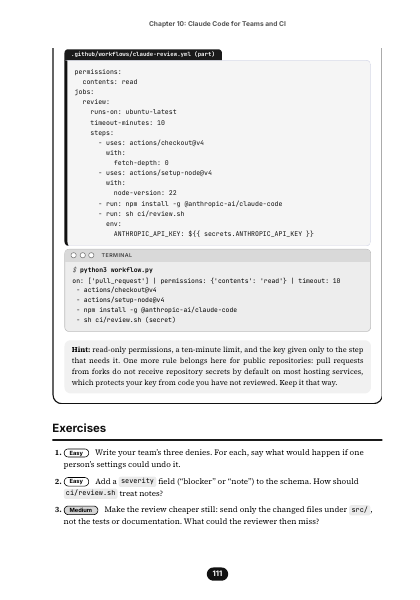 Chapter 10: Claude Code for Teams and CI
.github/workflows/claude-review.yml (part)
permissions:
  contents: read
jobs:
  review:
    runs-on: ubuntu-latest
    timeout-minutes: 10
    steps:
      - uses: actions/checkout@v4
        with:
          fetch-depth: 0
      - uses: actions/setup-node@v4
        with:
          node-version: 22
      - run: npm install -g @anthropic-ai/claude-code
      - run: sh ci/review.sh
        env:
          ANTHROPIC_API_KEY: ${{ secrets.ANTHROPIC_API_KEY }}
TERMINAL
$ python3 workflow.py
on: ['pull_request'] | permissions: {'contents': 'read'} | timeout: 10
 - actions/checkout@v4
 - actions/setup-node@v4
 - npm install -g @anthropic-ai/claude-code
 - sh ci/review.sh (secret)
Hint: read-only permissions, a ten-minute limit, and the key given only to the step
that needs it. One more rule belongs here for public repositories: pull requests
from forks do not receive repository secrets by default on most hosting services,
which protects your key from code you have not reviewed. Keep it that way.
Exercises
1. Easy Write your team's three denies. For each, say what would happen if one
person's settings could undo it.
2. Easy Add a severity field (“blocker” or “note”) to the schema. How should
ci/review.sh treat notes?
3. Medium Make the review cheaper still: send only the changed files under src/,
not the tests or documentation. What could the reviewer then miss?
111